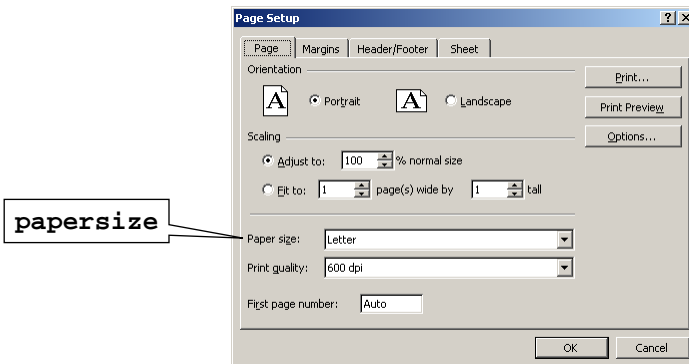 Page Setup
Page Margins Header/Footer Sheet
Orientation
A Portrait A Landscape
Print...
Print Preview
Options...
Scaling
Adjust to: 100 % normal size
Fit to: 1 page(s) wide by 1 tall
papersize
Paper size: Letter
Print quality: 600 dpi
First page number: Auto
OK Cancel